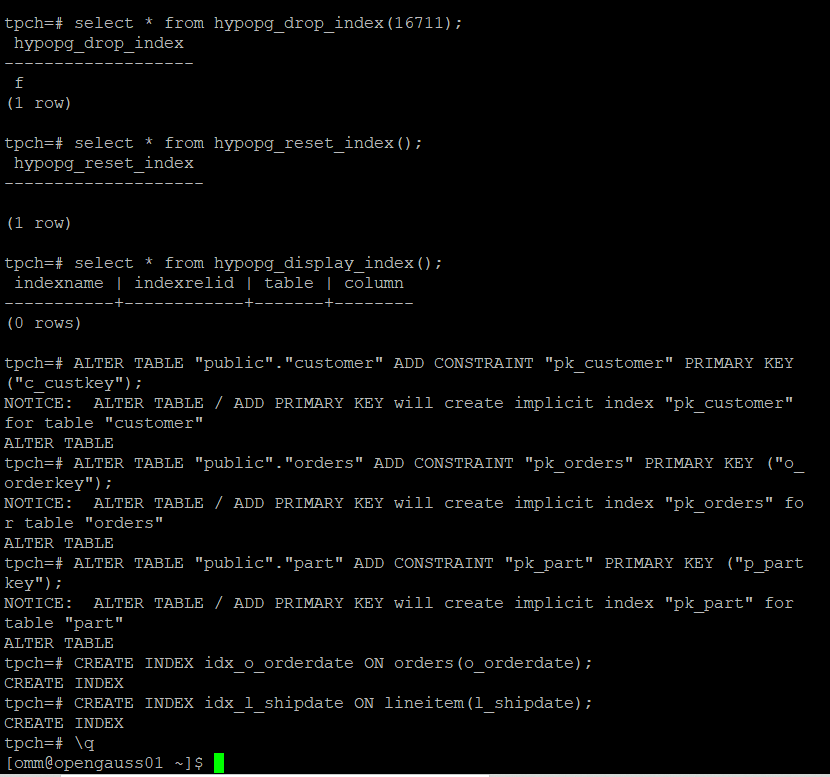 tpch=# select * from hypopg_drop_index(16711);
 hypopg_drop_index
-------------------
 f
(1 row)

tpch=# select * from hypopg_reset_index();
 hypopg_reset_index
--------------------

(1 row)

tpch=# select * from hypopg_display_index();
 indexname | indexrelid | table | column
-----------+------------+-------+--------
(0 rows)

tpch=# ALTER TABLE "public"."customer" ADD CONSTRAINT "pk_customer" PRIMARY KEY
("c_custkey");
NOTICE:  ALTER TABLE / ADD PRIMARY KEY will create implicit index "pk_customer"
for table "customer"
ALTER TABLE
tpch=# ALTER TABLE "public"."orders" ADD CONSTRAINT "pk_orders" PRIMARY KEY ("o_
orderkey");
NOTICE:  ALTER TABLE / ADD PRIMARY KEY will create implicit index "pk_orders" fo
r table "orders"
ALTER TABLE
tpch=# ALTER TABLE "public"."part" ADD CONSTRAINT "pk_part" PRIMARY KEY ("p_part
key");
NOTICE:  ALTER TABLE / ADD PRIMARY KEY will create implicit index "pk_part" for
table "part"
ALTER TABLE
tpch=# CREATE INDEX idx_o_orderdate ON orders(o_orderdate);
CREATE INDEX
tpch=# CREATE INDEX idx_l_shipdate ON lineitem(l_shipdate);
CREATE INDEX
tpch=# \q
[omm@opengauss01 ~]$